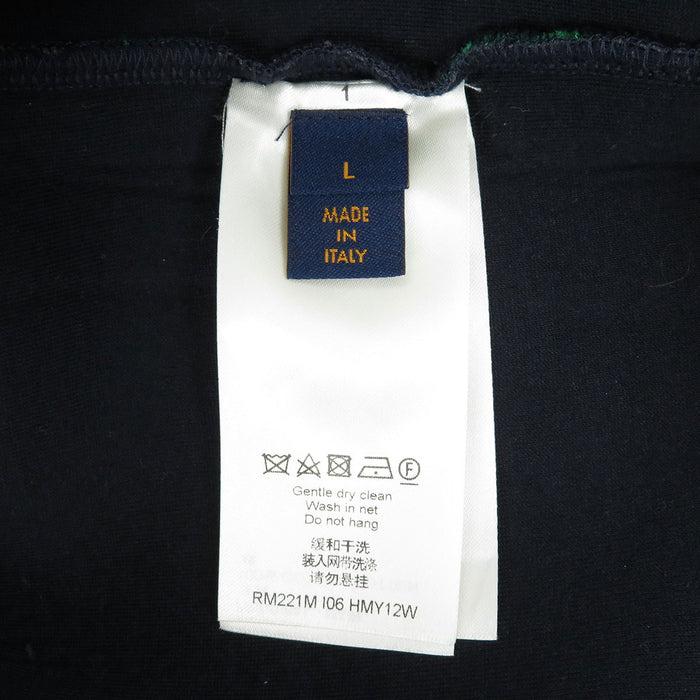 1
L
MADE
IN
ITALY
F
Gentle dry clean
Wash in net
Do not hang
缓和干洗
装入网带洗涤
请勿悬挂
RM221M I06 HMY12W